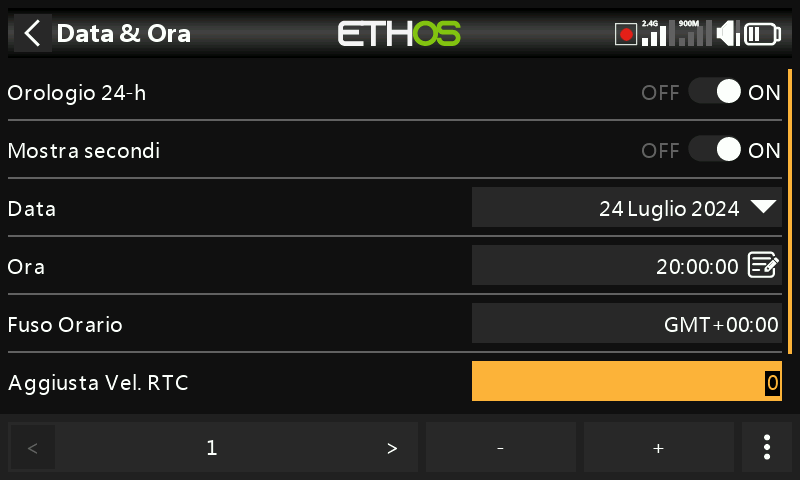 Data & Ora
ETHOS
2.4G
900M
Orologio 24-h
OFF ON
Mostra secondi
OFF ON
Data
24 Luglio 2024
Ora
20:00:00
Fuso Orario
GMT+00:00
Aggiusta Vel. RTC
0
< 1 > - +